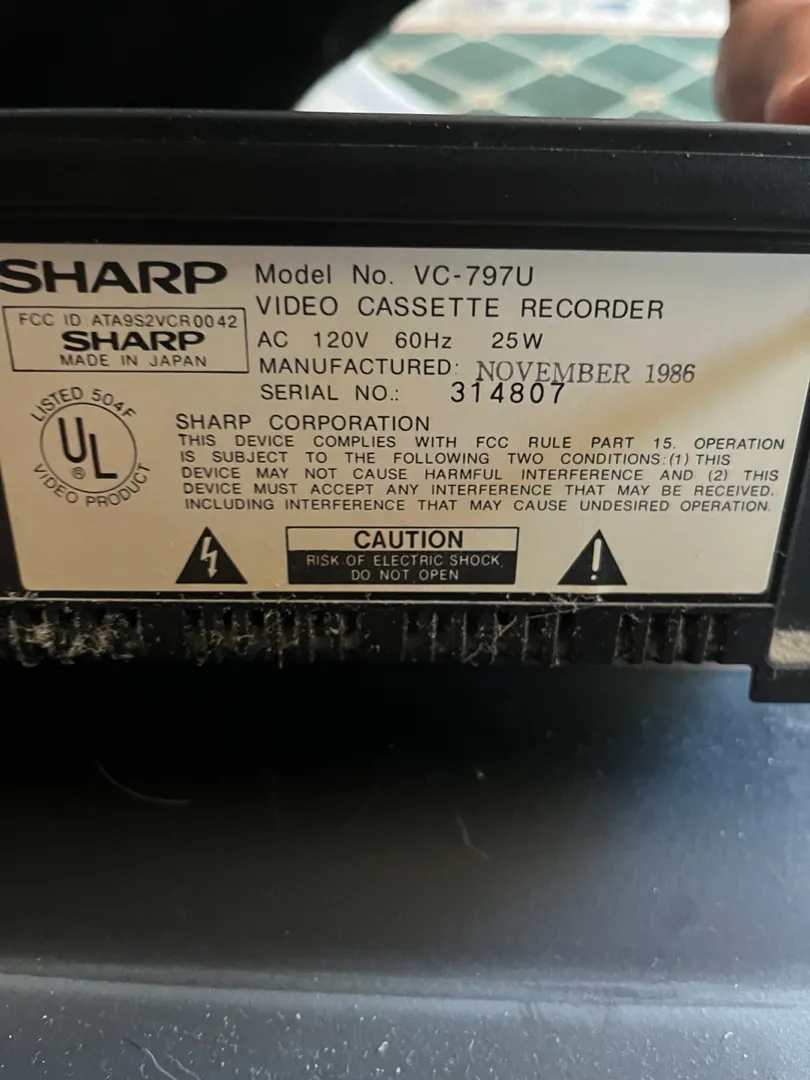 SHARP
Model No. VC-797U
VIDEO CASSETTE RECORDER
FCC ID ATA9S2VCR0042
SHARP
MADE IN JAPAN
AC 120V 60Hz 25W
MANUFACTURED: NOVEMBER 1986
SERIAL NO.: 314807
LISTED 504F
UL
®
VIDEO PRODUCT
SHARP CORPORATION
THIS DEVICE COMPLIES WITH FCC RULE PART 15. OPERATION
IS SUBJECT TO THE FOLLOWING TWO CONDITIONS:(1) THIS
DEVICE MAY NOT CAUSE HARMFUL INTERFERENCE AND (2) THIS
DEVICE MUST ACCEPT ANY INTERFERENCE THAT MAY BE RECEIVED,
INCLUDING INTERFERENCE THAT MAY CAUSE UNDESIRED OPERATION.
CAUTION
RISK OF ELECTRIC SHOCK,
DO NOT OPEN